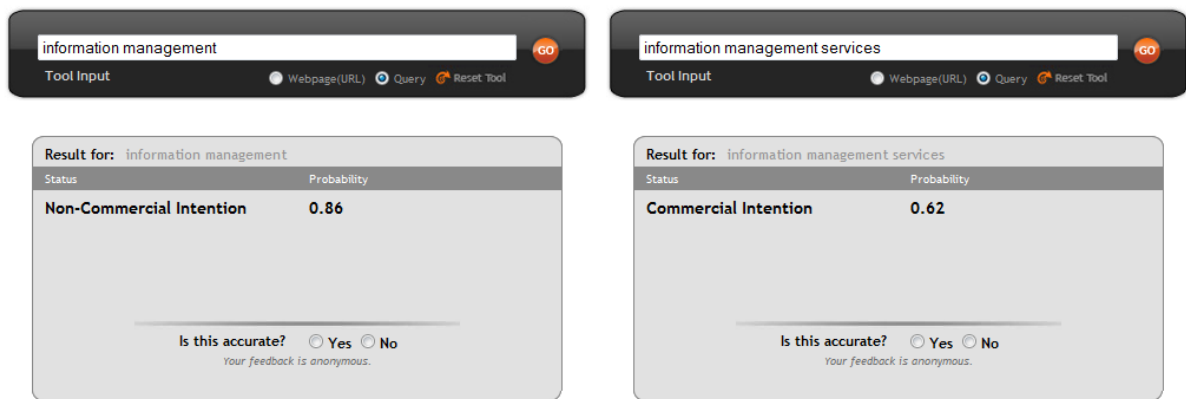 information management GO
Tool Input Webpage(URL) Query Reset Tool
Result for: information management
Status Probability
Non-Commercial Intention 0.86
Is this accurate? Yes No
Your feedback is anonymous.
information management services GO
Tool Input Webpage(URL) Query Reset Tool
Result for: information management services
Status Probability
Commercial Intention 0.62
Is this accurate? Yes No
Your feedback is anonymous.